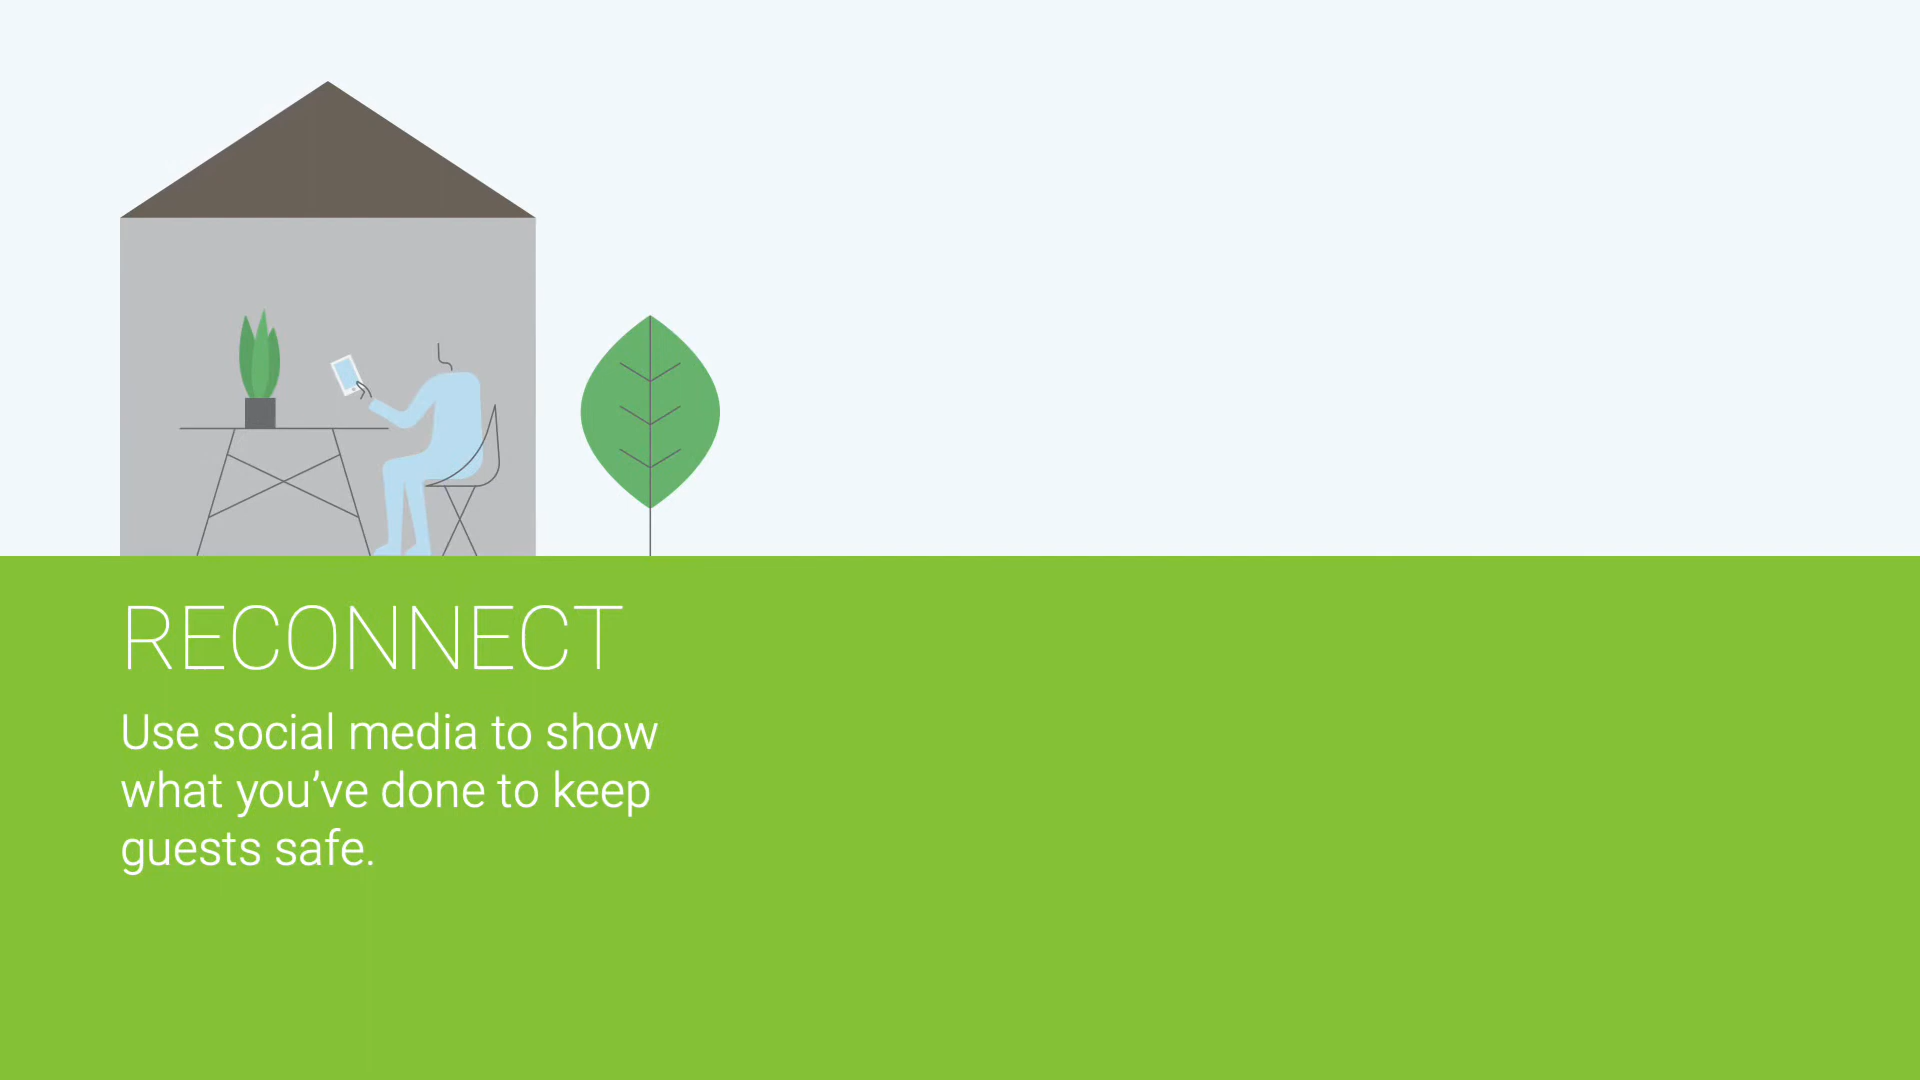 RECONNECT
Use social media to show
what you’ve done to keep
guests safe.